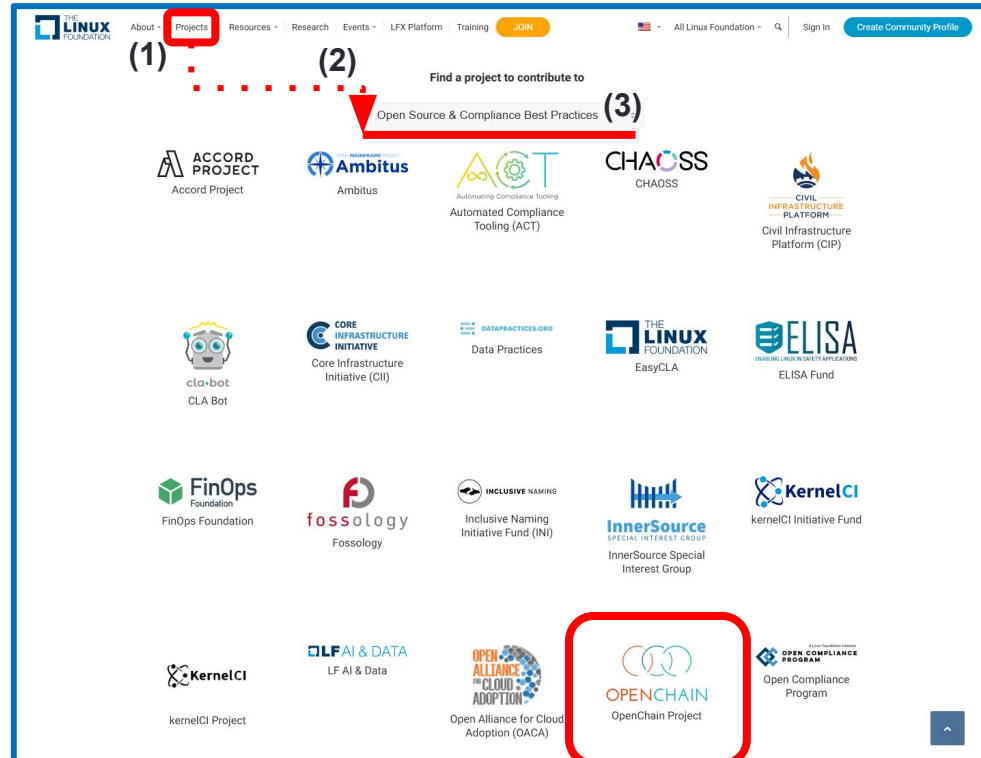 THE
LINUX
FOUNDATION
About
Projects
Resources
Research
Events
LFX Platform
Training
JOIN
All Linux Foundation
Sign In
Create Community Profile
(1)
(2)
Find a project to contribute to
Open Source & Compliance Best Practices
(3)
ACCORD
PROJECT
Accord Project
OPEN MAINFRAME PROJECT
Ambitus
Ambitus
ACT
Automating Compliance Tooling
Automated Compliance
Tooling (ACT)
CHAOSS
CHAOSS
CIVIL
INFRASTRUCTURE
PLATFORM
Civil Infrastructure
Platform (CIP)
cla-bot
CLA Bot
CORE
INFRASTRUCTURE
INITIATIVE
Core Infrastructure
Initiative (CII)
DATAPRACTICES.ORG
Data Practices
THE
LINUX
FOUNDATION
EasyCLA
ELISA
ENABLING LINUX IN SAFETY APPLICATIONS
ELISA Fund
FinOps
Foundation
FinOps Foundation
fossology
Fossology
INCLUSIVE NAMING
Inclusive Naming
Initiative Fund (INI)
InnerSource
SPECIAL INTEREST GROUP
InnerSource Special
Interest Group
KernelCI
kernelCI Initiative Fund
KernelCI
kernelCI Project
LF AI & DATA
LF AI & Data
OPEN
ALLIANCE
FOR
CLOUD
ADOPTION
Open Alliance for Cloud
Adoption (OACA)
OPENCHAIN
OpenChain Project
A Linux Foundation Initiative
OPEN COMPLIANCE
PROGRAM
Open Compliance
Program